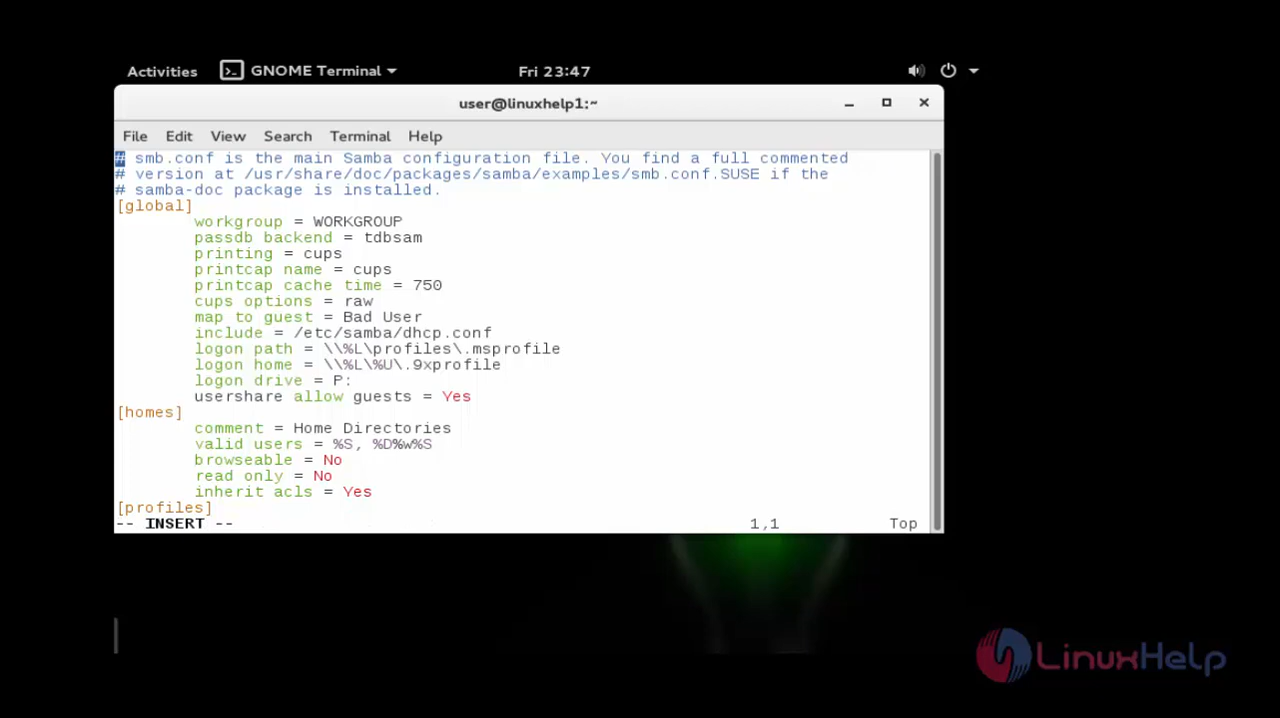 Activities GNOME Terminal Fri 23:47
user@linuxhelp1:~
File Edit View Search Terminal Help
# smb.conf is the main Samba configuration file. You find a full commented
# version at /usr/share/doc/packages/samba/examples/smb.conf.SUSE if the
# samba-doc package is installed.
[global]
workgroup = WORKGROUP
passdb backend = tdbsam
printing = cups
printcap name = cups
printcap cache time = 750
cups options = raw
map to guest = Bad User
include = /etc/samba/dhcp.conf
logon path = \\%L\profiles\.msprofile
logon home = \\%L\%U\.9xprofile
logon drive = P:
usershare allow guests = Yes
[homes]
comment = Home Directories
valid users = %S, %D%w%S
browseable = No
read only = No
inherit acls = Yes
[profiles]
-- INSERT -- 1,1 Top
LinuxHelp